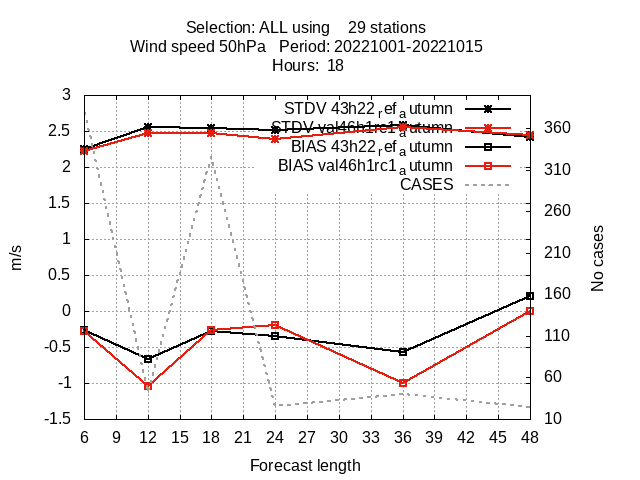 Selection: ALL using 29 stations
Wind speed 50hPa Period: 20221001-20221015
Hours: 18
3
2.5
2
1.5
1
0.5
0
-0.5
-1
-1.5
m/s
STDV 43h22ref_autumn
STDV val46h1rc1_autumn
BIAS 43h22ref_autumn
BIAS val46h1rc1_autumn
CASES
360
310
260
210
160
110
60
10
No cases
6 9 12 15 18 21 24 27 30 33 36 39 42 45 48
Forecast length